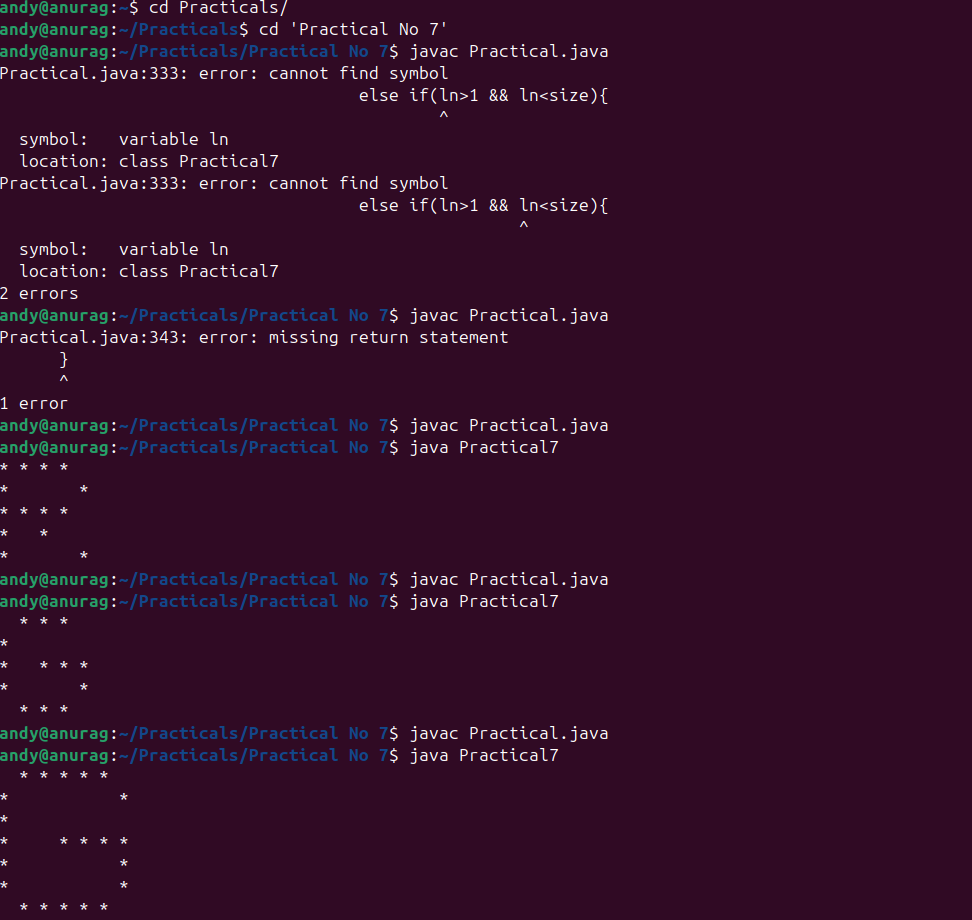 andy@anurag:~$ cd Practicals/
andy@anurag:~/Practicals$ cd 'Practical No 7'
andy@anurag:~/Practicals/Practical No 7$ javac Practical.java
Practical.java:333: error: cannot find symbol
                                    else if(ln>1 && ln<size){
                                            ^
  symbol:   variable ln
  location: class Practical7
Practical.java:333: error: cannot find symbol
                                    else if(ln>1 && ln<size){
                                                    ^
  symbol:   variable ln
  location: class Practical7
2 errors
andy@anurag:~/Practicals/Practical No 7$ javac Practical.java
Practical.java:343: error: missing return statement
      }
      ^
1 error
andy@anurag:~/Practicals/Practical No 7$ javac Practical.java
andy@anurag:~/Practicals/Practical No 7$ java Practical7
* * * *
*       *
* * * *
*   *
*       *
andy@anurag:~/Practicals/Practical No 7$ javac Practical.java
andy@anurag:~/Practicals/Practical No 7$ java Practical7
  * * *
*
*   * * *
*       *
  * * *
andy@anurag:~/Practicals/Practical No 7$ javac Practical.java
andy@anurag:~/Practicals/Practical No 7$ java Practical7
  * * * * *
*           *
*
*     * * * *
*           *
*           *
  * * * * *